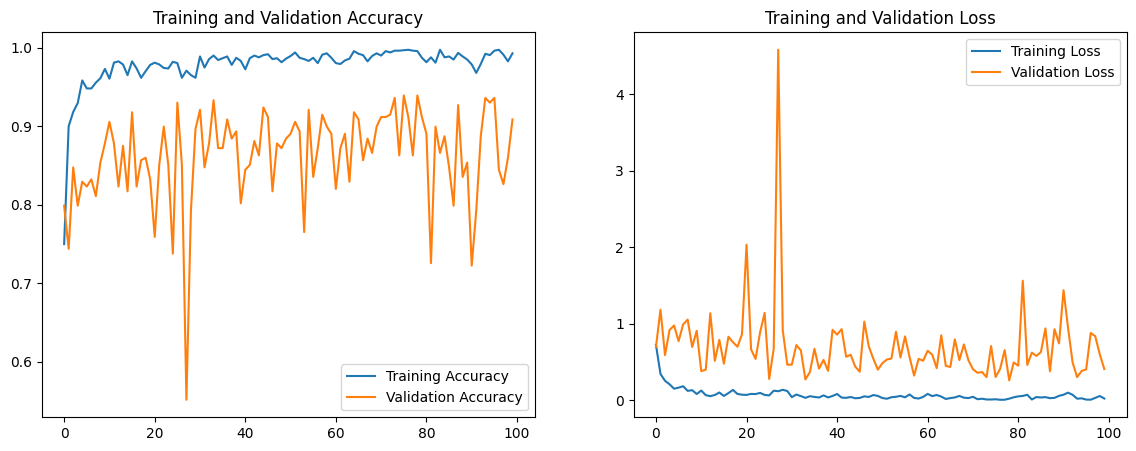 Training and Validation Accuracy
1.0
0.9
0.8
0.7
0.6
0 20 40 60 80 100
Training Accuracy
Validation Accuracy
Training and Validation Loss
4
3
2
1
0
0 20 40 60 80 100
Training Loss
Validation Loss